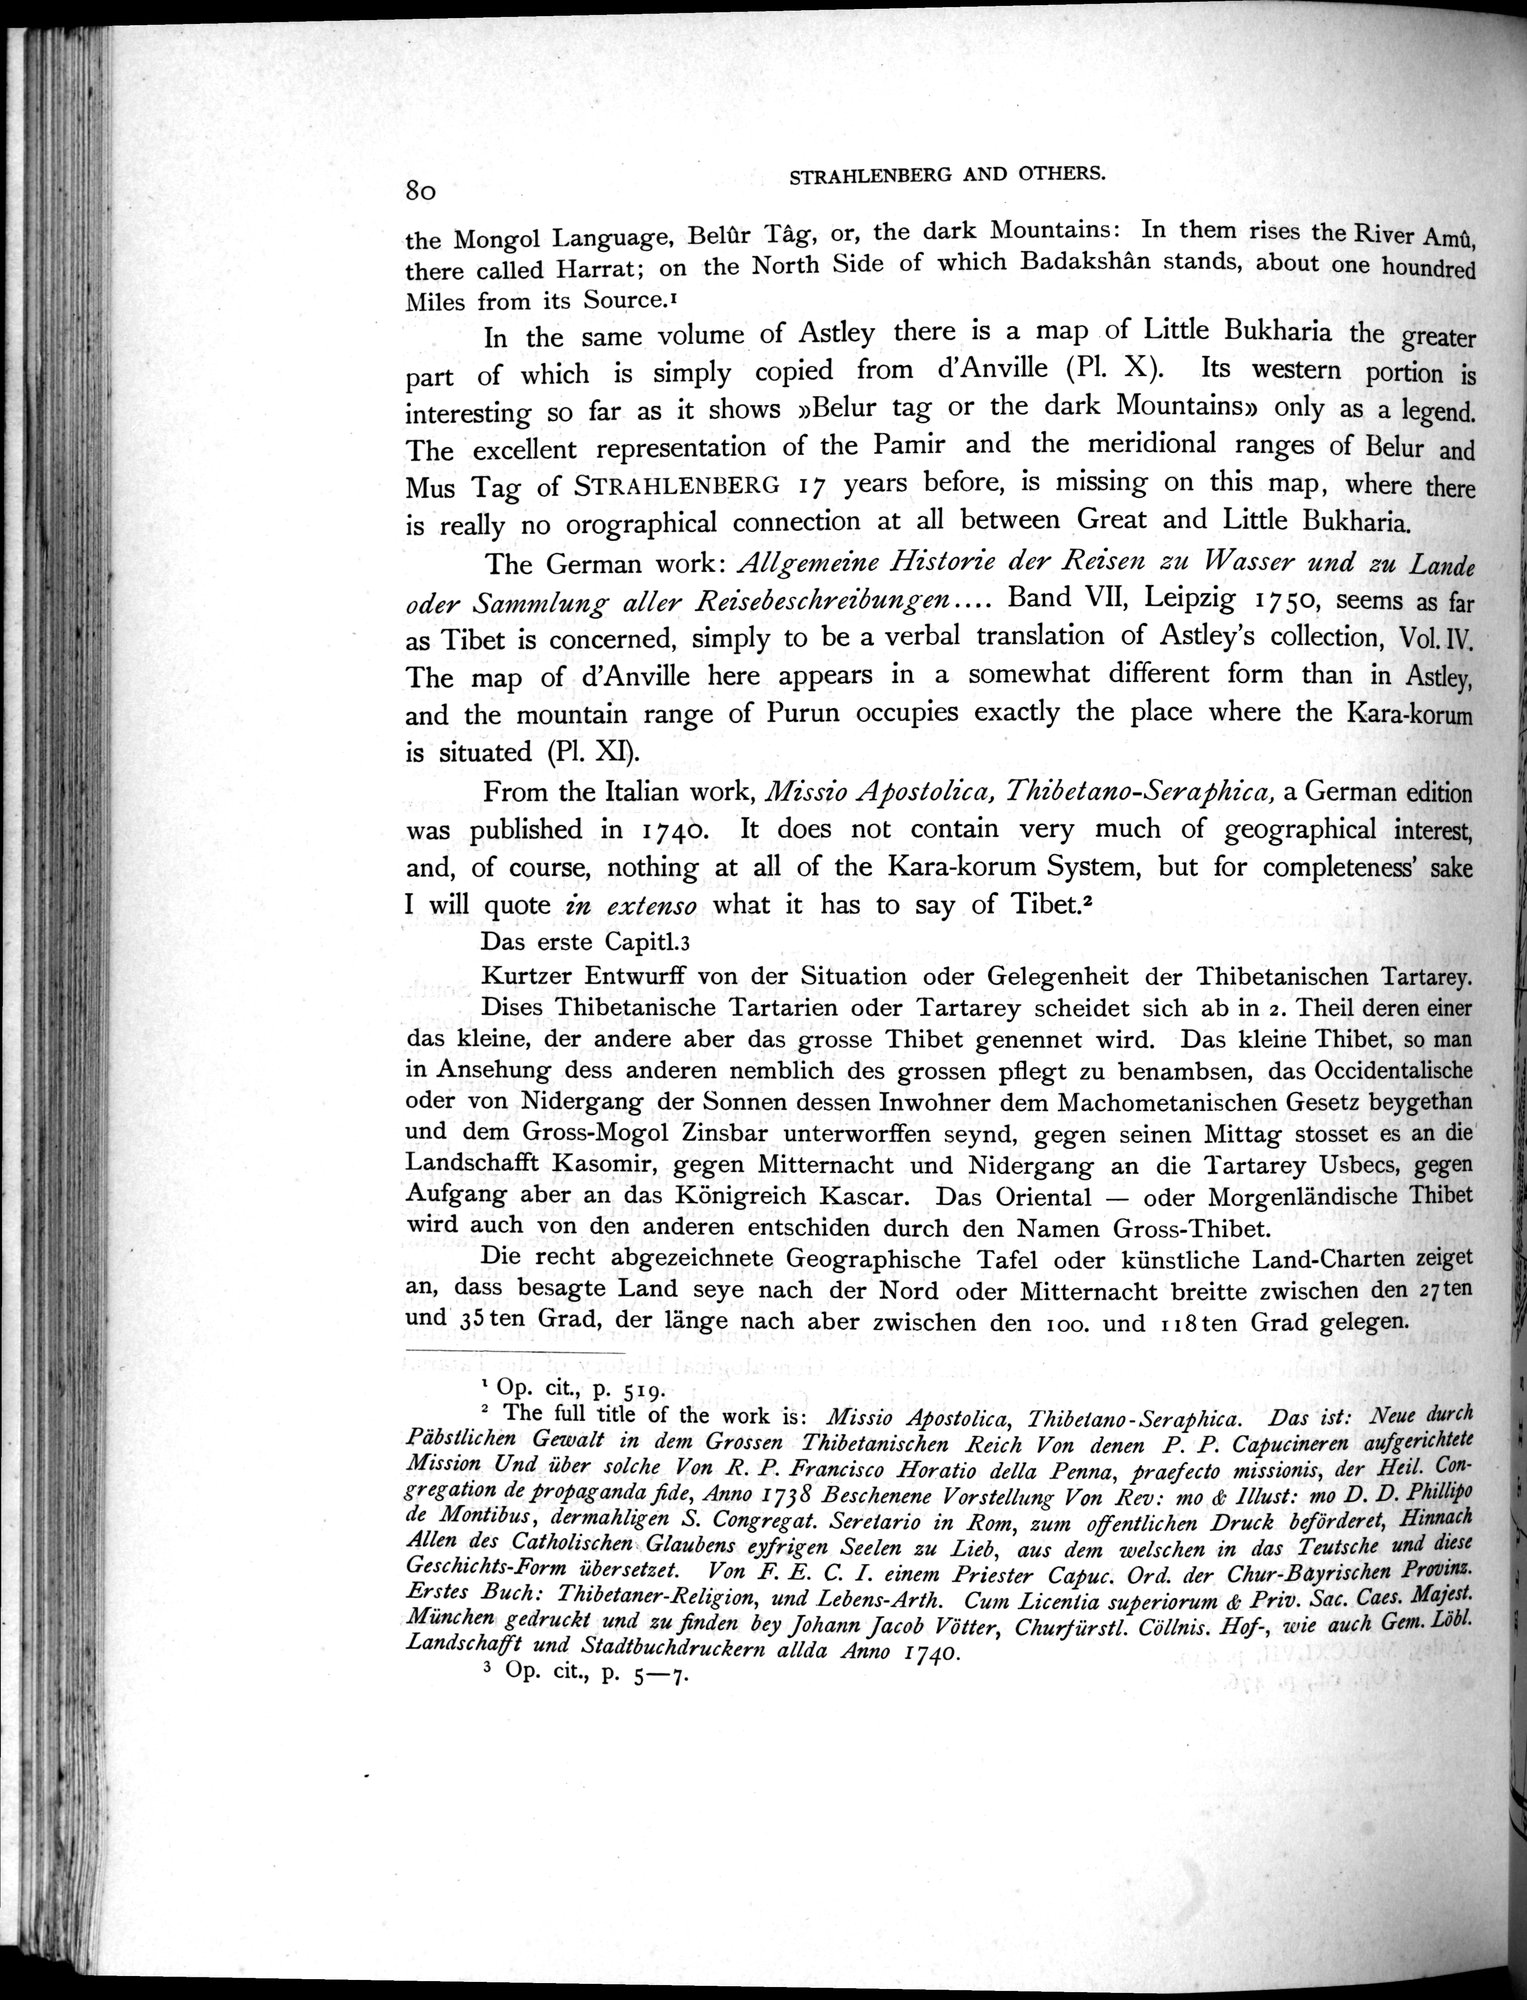 80
STRAHLENBERG AND OTHERS.
the Mongol Language, Belûr Tâg, or, the dark Mountains: In them rises the River Amû,
there called Harrat; on the North Side of which Badakshân stands, about one houndred
Miles from its Source.¹
In the same volume of Astley there is a map of Little Bukharia the greater
part of which is simply copied from d'Anville (Pl. X). Its western portion is
interesting so far as it shows »Belur tag or the dark Mountains» only as a legend.
The excellent representation of the Pamir and the meridional ranges of Belur and
Mus Tag of STRAHLENBERG 17 years before, is missing on this map, where there
is really no orographical connection at all between Great and Little Bukharia.
The German work: Allgemeine Historie der Reisen zu Wasser und zu Lande
oder Sammlung aller Reisebeschreibungen.... Band VII, Leipzig 1750, seems as far
as Tibet is concerned, simply to be a verbal translation of Astley's collection, Vol. IV.
The map of d'Anville here appears in a somewhat different form than in Astley,
and the mountain range of Purun occupies exactly the place where the Kara-korum
is situated (Pl. XI).
From the Italian work, Missio Apostolica, Thibetano-Seraphica, a German edition
was published in 1740. It does not contain very much of geographical interest,
and, of course, nothing at all of the Kara-korum System, but for completeness' sake
I will quote in extenso what it has to say of Tibet.²
Das erste Capitl.³
Kurtzer Entwurff von der Situation oder Gelegenheit der Thibetanischen Tartarey.
Dises Thibetanische Tartarien oder Tartarey scheidet sich ab in 2. Theil deren einer
das kleine, der andere aber das grosse Thibet genennet wird. Das kleine Thibet, so man
in Ansehung dess anderen nemblich des grossen pflegt zu benambsen, das Occidentalische
oder von Nidergang der Sonnen dessen Inwohner dem Machometanischen Gesetz beygethan
und dem Gross-Mogol Zinsbar unterworffen seynd, gegen seinen Mittag stosset es an die
Landschafft Kasomir, gegen Mitternacht und Nidergang an die Tartarey Usbecs, gegen
Aufgang aber an das Königreich Kascar. Das Oriental — oder Morgenländische Thibet
wird auch von den anderen entschiden durch den Namen Gross-Thibet.
Die recht abgezeichnete Geographische Tafel oder künstliche Land-Charten zeiget
an, dass besagte Land seye nach der Nord oder Mitternacht breitte zwischen den 27ten
und 35ten Grad, der länge nach aber zwischen den 100. und 118ten Grad gelegen.
¹ Op. cit., p. 519.
² The full title of the work is: Missio Apostolica, Thibetano-Seraphica. Das ist: Neue durch
Päbstlichen Gewalt in dem Grossen Thibetanischen Reich Von denen P. P. Capucineren aufgerichtete
Mission Und über solche Von R. P. Francisco Horatio della Penna, praefecto missionis, der Heil. Con-
gregation de propaganda fide, Anno 1738 Beschenene Vorstellung Von Rev: mo & Illust: mo D. D. Phillipo
de Montibus, dermahligen S. Congregat. Seretario in Rom, zum offentlichen Druck beförderet, Hinnach
Allen des Catholischen Glaubens eyfrigen Seelen zu Lieb, aus dem welschen in das Teutsche und diese
Geschichts-Form übersetzet. Von F. E. C. I. einem Priester Capuc. Ord. der Chur-Bayrischen Provinz.
Erstes Buch: Thibetaner-Religion, und Lebens-Arth. Cum Licentia superiorum & Priv. Sac. Caes. Majest.
München gedruckt und zu finden bey Johann Jacob Vötter, Churfürstl. Cöllnis. Hof-, wie auch Gem. Löbl.
Landschafft und Stadtbuchdruckern allda Anno 1740.
³ Op. cit., p. 5—7.